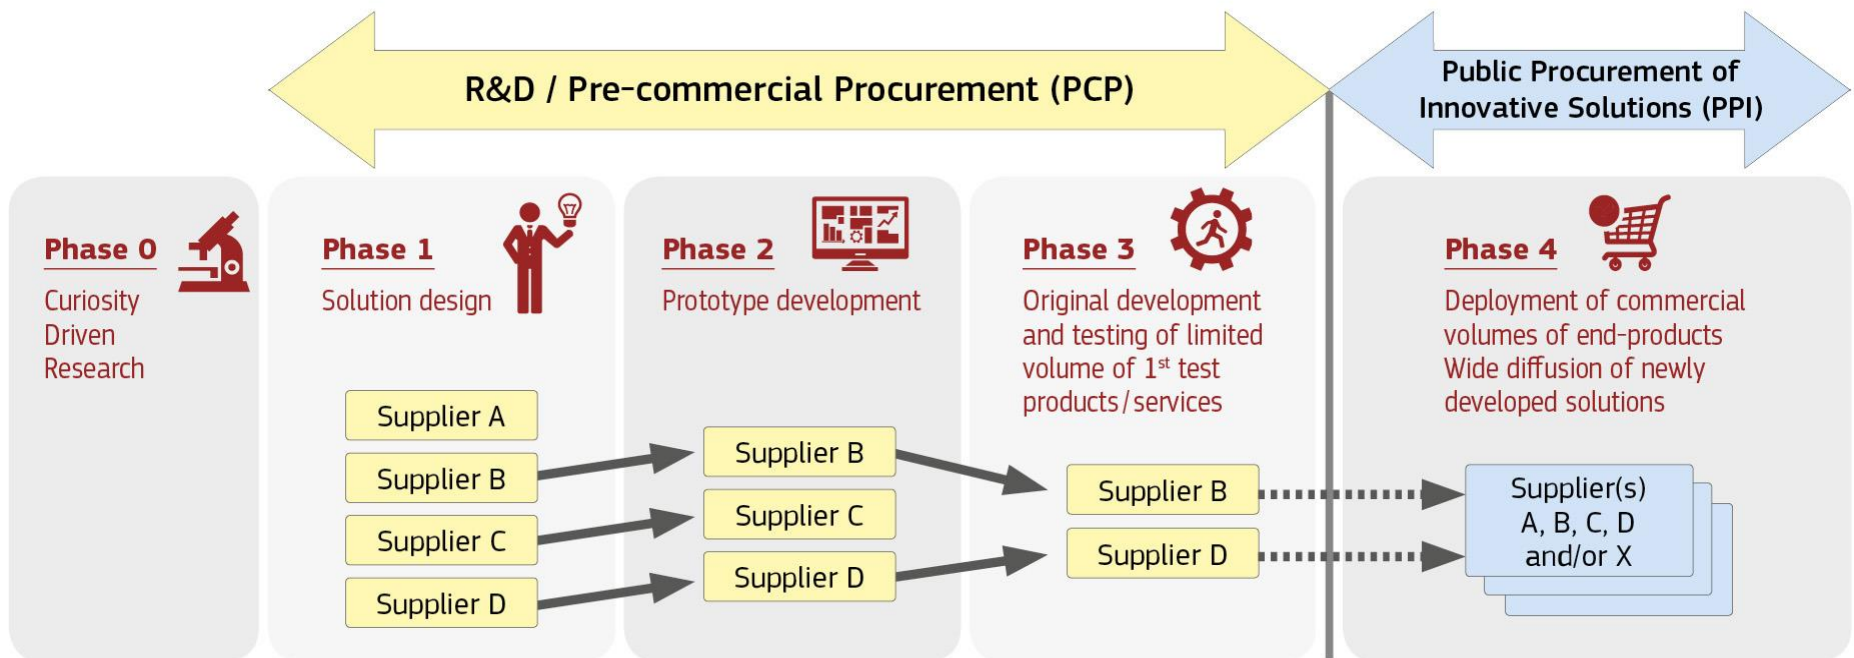 R&D / Pre-commercial Procurement (PCP)
Public Procurement of
Innovative Solutions (PPI)
Phase 0
Curiosity
Driven
Research
Phase 1
Solution design
Supplier A
Supplier B
Supplier C
Supplier D
Phase 2
Prototype development
Supplier B
Supplier C
Supplier D
Phase 3
Original development
and testing of limited
volume of 1st test
products/services
Supplier B
Supplier D
Phase 4
Deployment of commercial
volumes of end-products
Wide diffusion of newly
developed solutions
Supplier(s)
A, B, C, D
and/or X